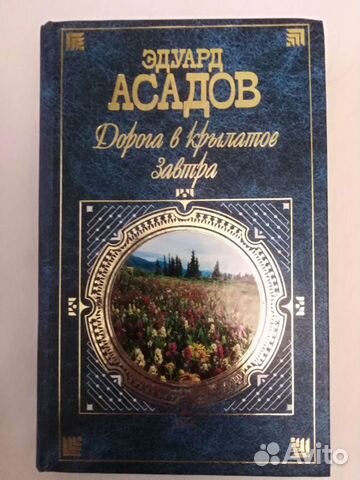 ЭДУАРД
АСАДОВ
Дорога в крылатое
завтра
Avito